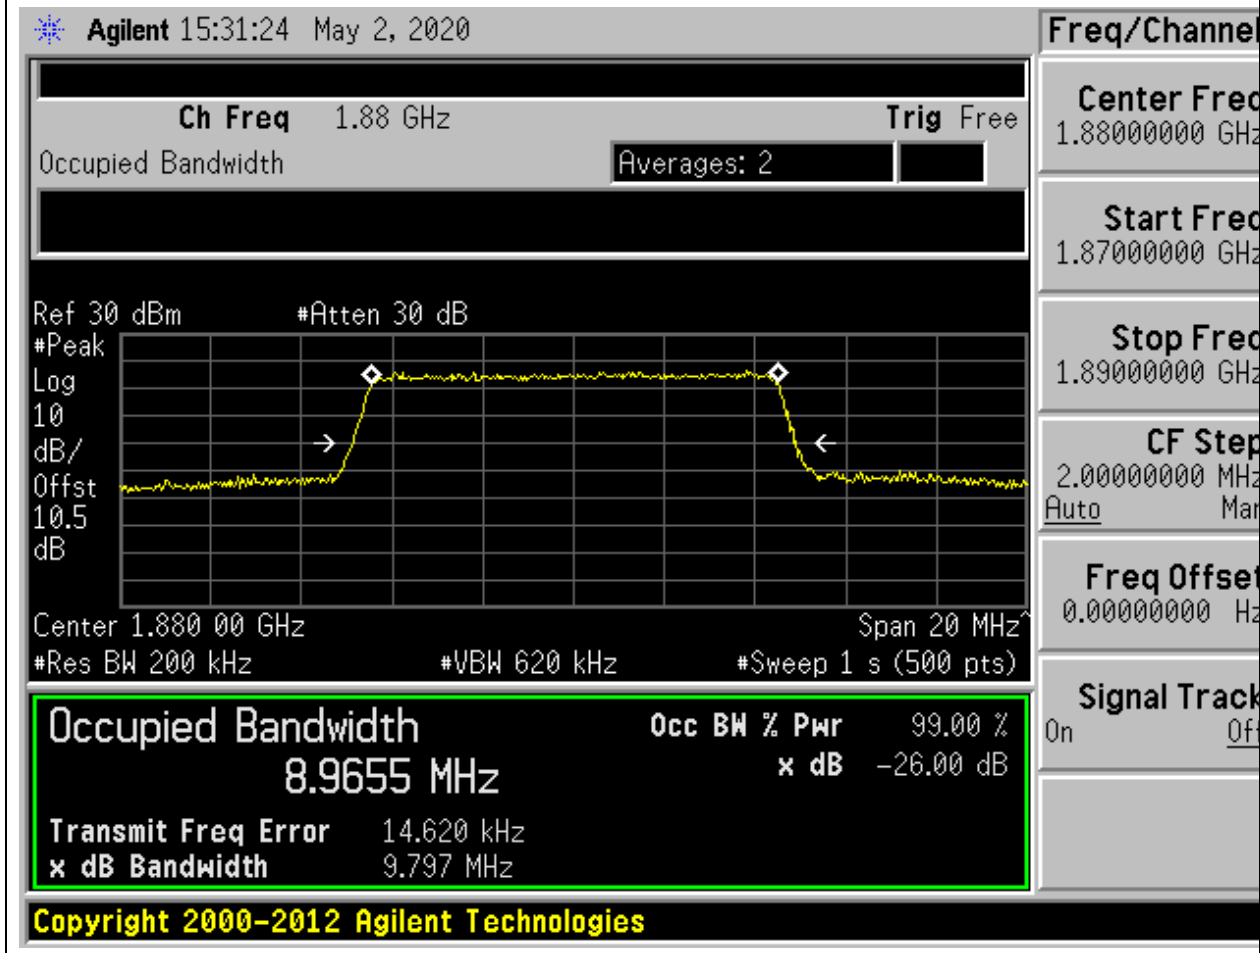 Agilent 15:31:24 May 2, 2020
Freq/Channel
Ch Freq 1.88 GHz Trig Free
Occupied Bandwidth Averages: 2
Center Freq
1.88000000 GHz
Start Freq
1.87000000 GHz
Stop Freq
1.89000000 GHz
CF Step
2.00000000 MHz
Auto Man
Freq Offset
0.00000000 Hz
Signal Track
On Off
Ref 30 dBm #Atten 30 dB
#Peak
Log
10
dB/
Offst
10.5
dB
Center 1.880 00 GHz Span 20 MHz^
#Res BW 200 kHz #VBW 620 kHz #Sweep 1 s (500 pts)
Occupied Bandwidth Occ BW % Pwr 99.00 %
8.9655 MHz x dB -26.00 dB
Transmit Freq Error 14.620 kHz
x dB Bandwidth 9.797 MHz
Copyright 2000-2012 Agilent Technologies